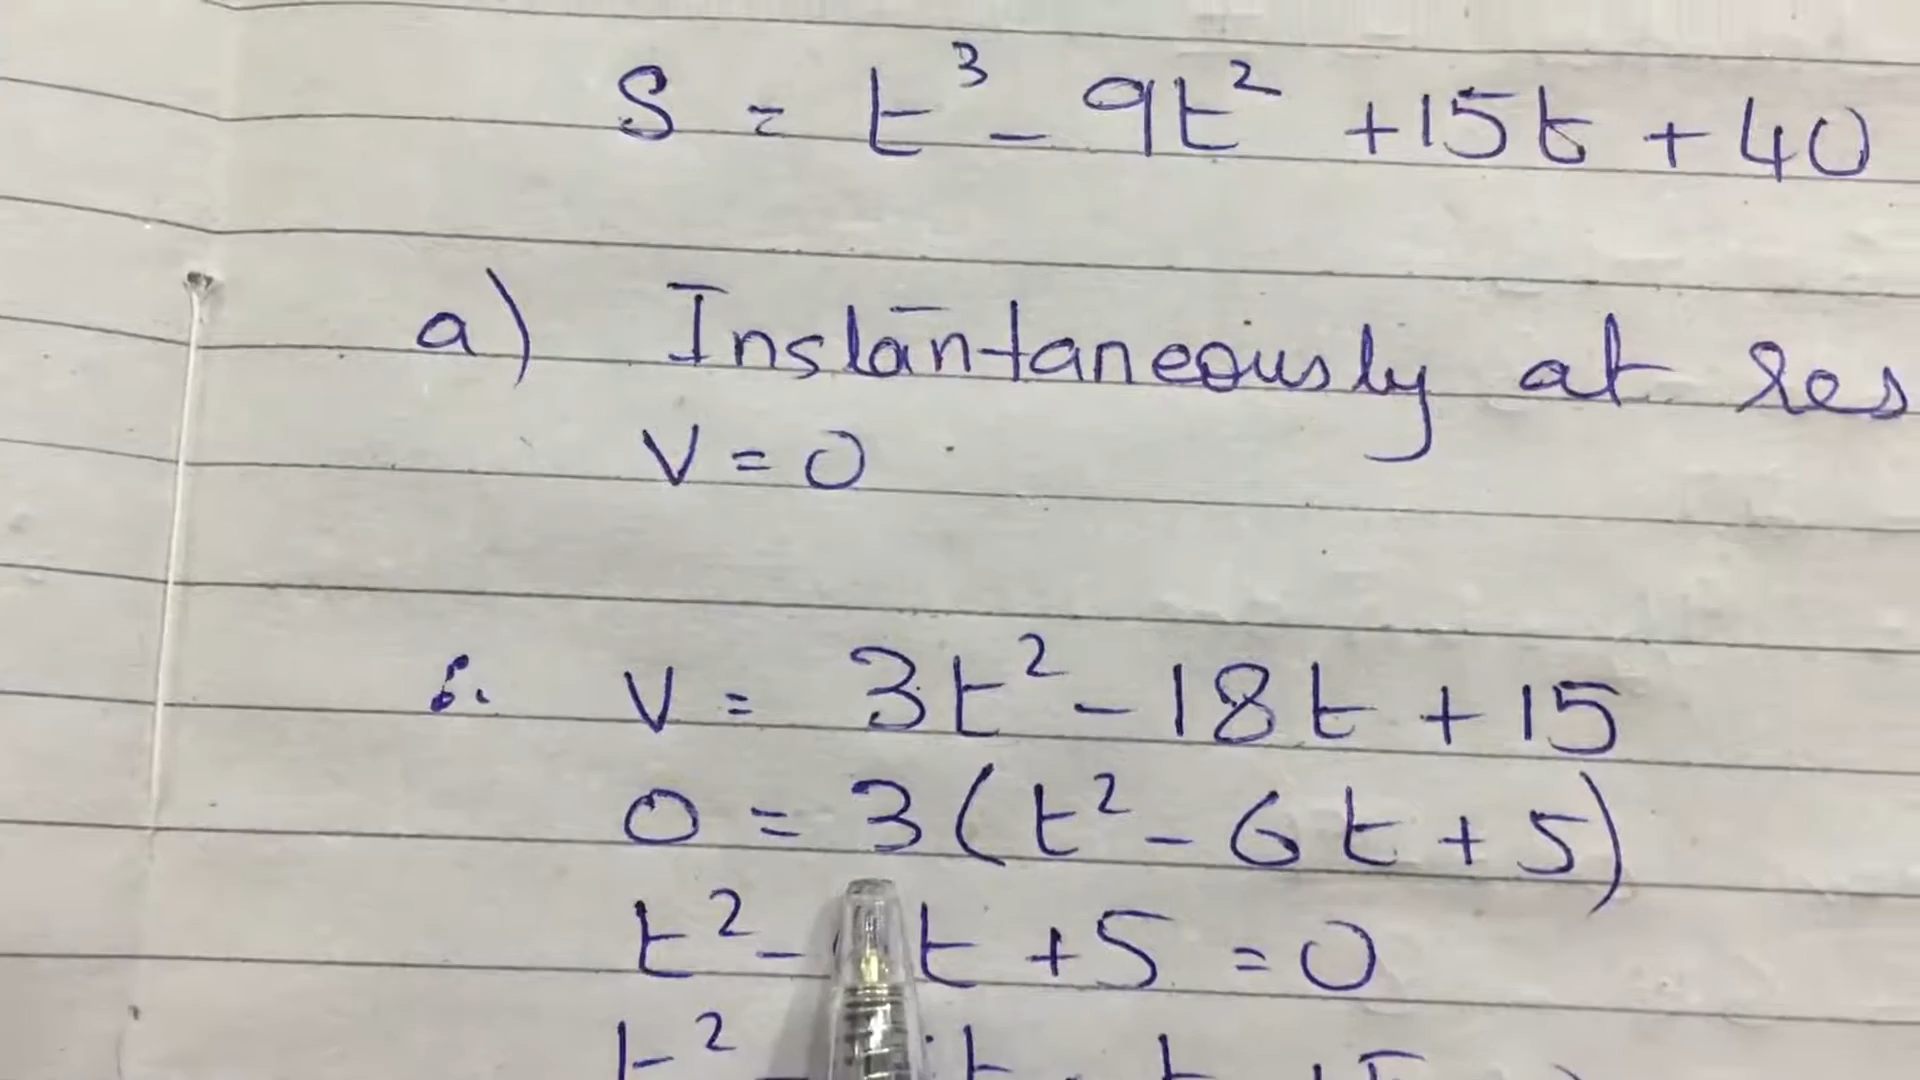 S = t³ - 9t² + 15t + 40
a) Instantaneously at res
V = 0
∴ V = 3t² - 18t + 15
0 = 3(t² - 6t + 5)
t² - t + 5 = 0
t² - t